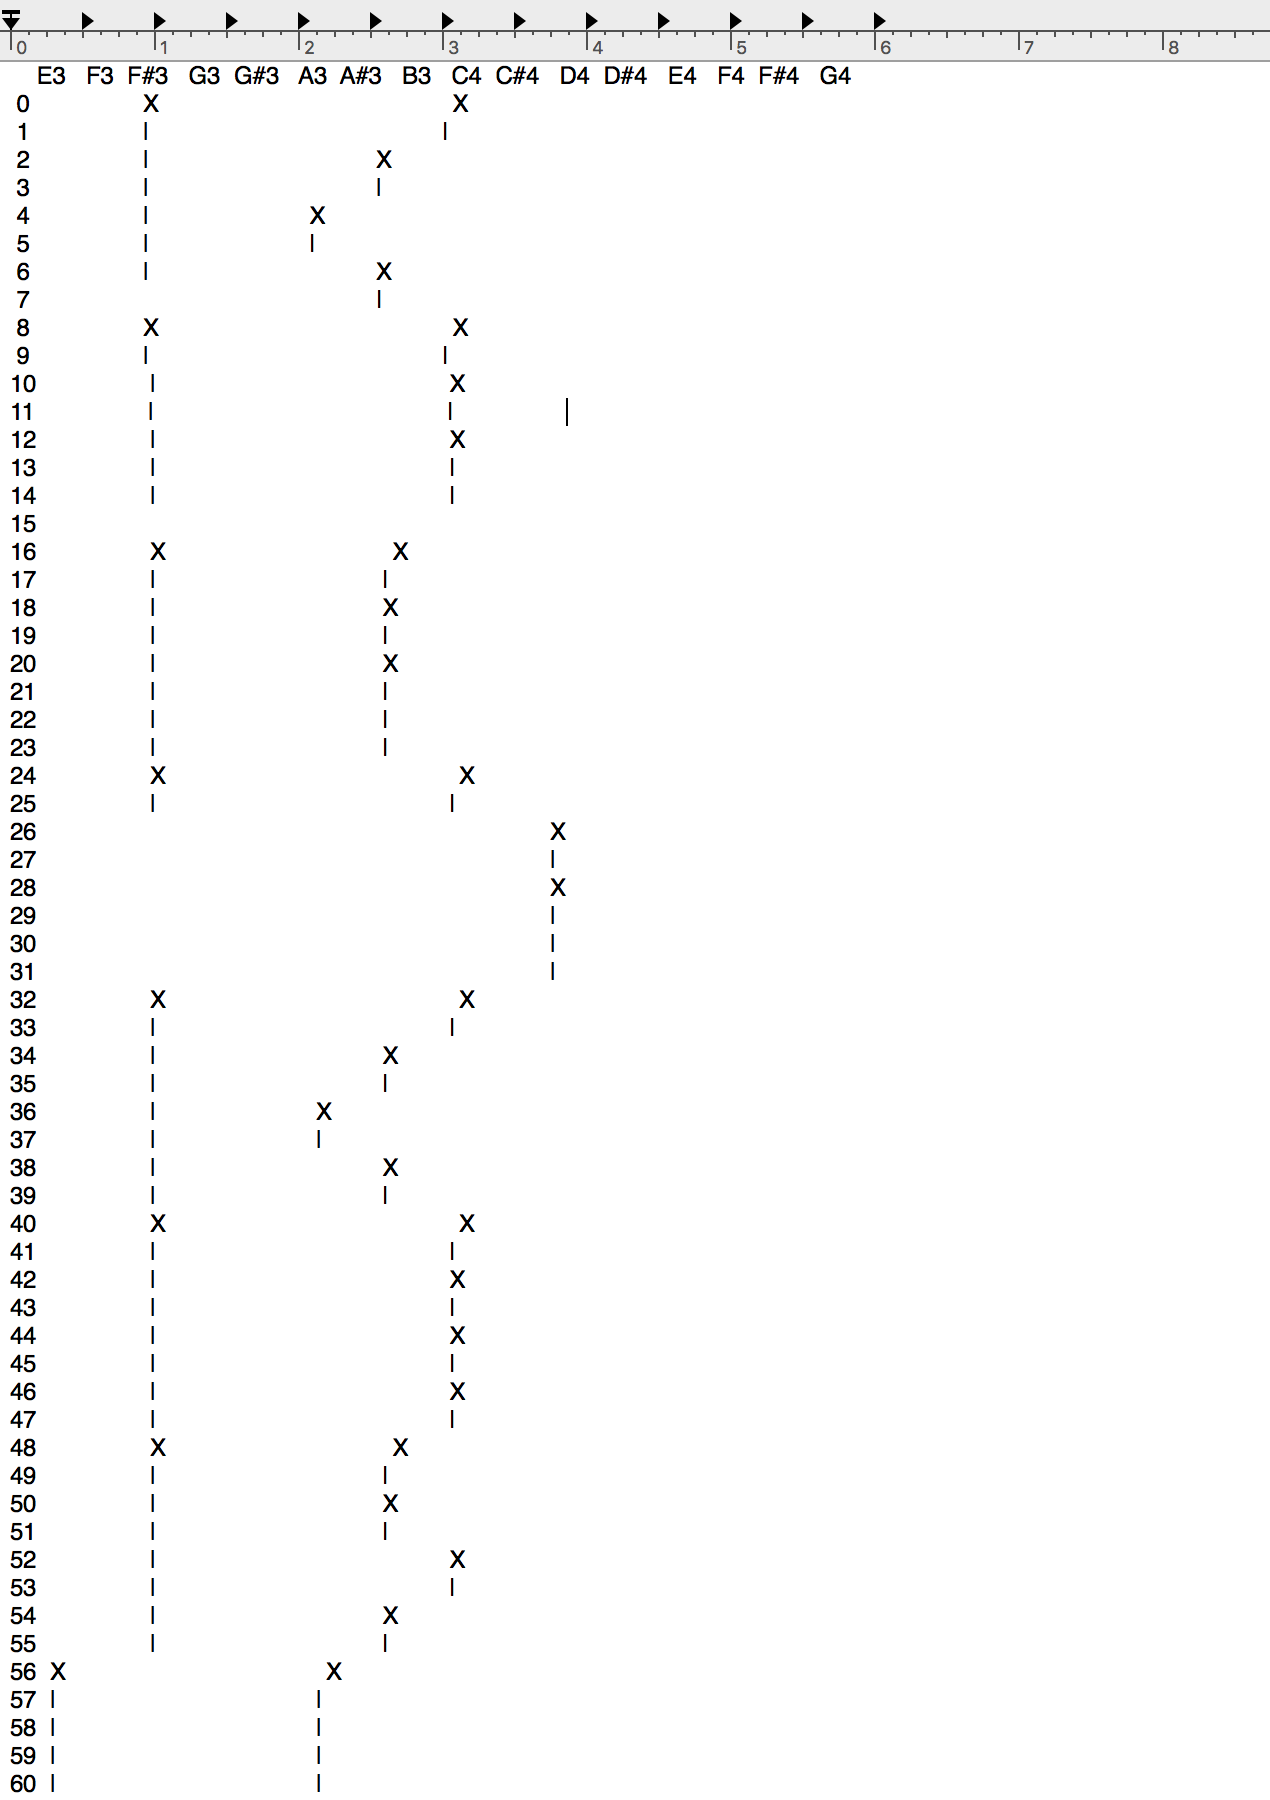 0 1 2 3 4 5 6 7 8
E3 F3 F#3 G3 G#3 A3 A#3 B3 C4 C#4 D4 D#4 E4 F4 F#4 G4
0 X X
1 | |
2 | X
3 | |
4 | X
5 | |
6 | X
7 |
8 X X
9 | |
10 | X
11 | |
12 | X
13 | |
14 | |
15
16 X X
17 | |
18 | X
19 | |
20 | X
21 | |
22 | |
23 | |
24 X X
25 | |
26 X
27 |
28 X
29 |
30 |
31 |
32 X X
33 | |
34 | X
35 | |
36 | X
37 | |
38 | X
39 | |
40 X X
41 | |
42 | X
43 | |
44 | X
45 | |
46 | X
47 | |
48 X X
49 | |
50 | X
51 | |
52 | X
53 | |
54 | X
55 | |
56 X X
57 | |
58 | |
59 | |
60 | |